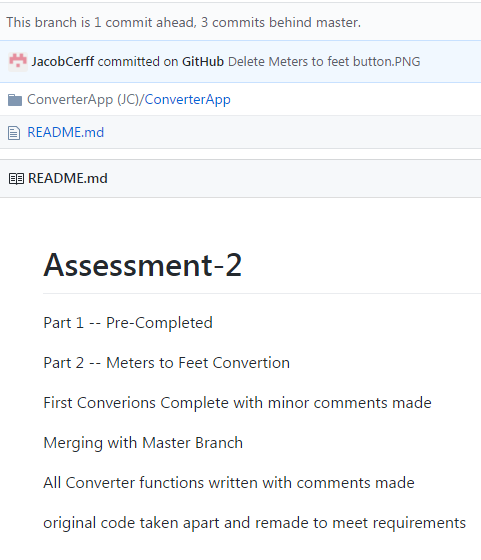 This branch is 1 commit ahead, 3 commits behind master.
JacobCerff committed on GitHub Delete Meters to feet button.PNG
ConverterApp (JC)/ConverterApp
README.md
README.md
Assessment-2
Part 1 -- Pre-Completed
Part 2 -- Meters to Feet Convertion
First Converions Complete with minor comments made
Merging with Master Branch
All Converter functions written with comments made
original code taken apart and remade to meet requirements